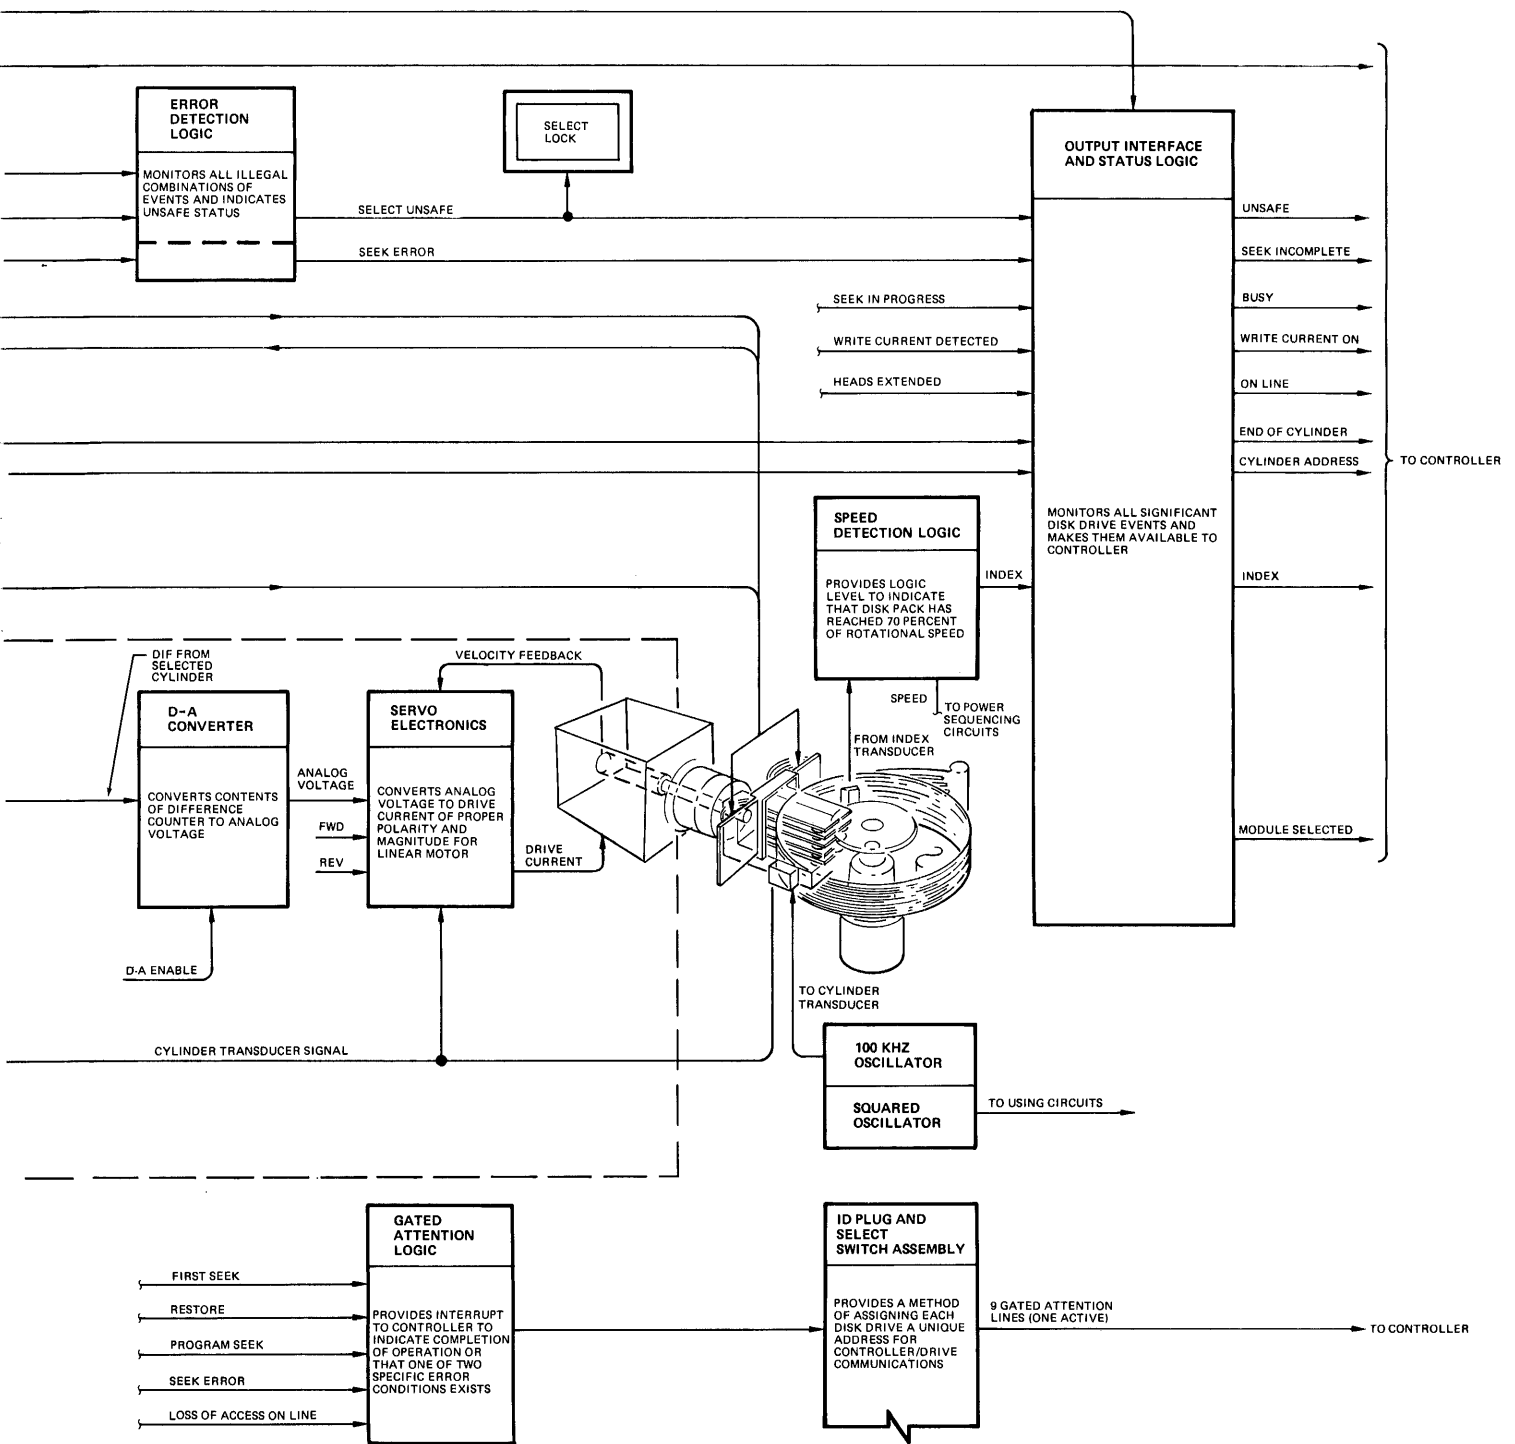 ERROR
DETECTION
LOGIC
MONITORS ALL ILLEGAL
COMBINATIONS OF
EVENTS AND INDICATES
UNSAFE STATUS
SELECT
LOCK
SELECT UNSAFE
SEEK ERROR
OUTPUT INTERFACE
AND STATUS LOGIC
MONITORS ALL SIGNIFICANT
DISK DRIVE EVENTS AND
MAKES THEM AVAILABLE TO
CONTROLLER
SEEK IN PROGRESS
WRITE CURRENT DETECTED
HEADS EXTENDED
UNSAFE
SEEK INCOMPLETE
BUSY
WRITE CURRENT ON
ON LINE
END OF CYLINDER
CYLINDER ADDRESS
INDEX
MODULE SELECTED
TO CONTROLLER
SPEED
DETECTION LOGIC
PROVIDES LOGIC
LEVEL TO INDICATE
THAT DISK PACK HAS
REACHED 70 PERCENT
OF ROTATIONAL SPEED
INDEX
SPEED
TO POWER
SEQUENCING
CIRCUITS
FROM INDEX
TRANSDUCER
DIF FROM
SELECTED
CYLINDER
D-A
CONVERTER
CONVERTS CONTENTS
OF DIFFERENCE
COUNTER TO ANALOG
VOLTAGE
D-A ENABLE
ANALOG
VOLTAGE
FWD
REV
VELOCITY FEEDBACK
SERVO
ELECTRONICS
CONVERTS ANALOG
VOLTAGE TO DRIVE
CURRENT OF PROPER
POLARITY AND
MAGNITUDE FOR
LINEAR MOTOR
DRIVE
CURRENT
TO CYLINDER
TRANSDUCER
CYLINDER TRANSDUCER SIGNAL
100 KHZ
OSCILLATOR
SQUARED
OSCILLATOR
TO USING CIRCUITS
GATED
ATTENTION
LOGIC
PROVIDES INTERRUPT
TO CONTROLLER TO
INDICATE COMPLETION
OF OPERATION OR
THAT ONE OF TWO
SPECIFIC ERROR
CONDITIONS EXISTS
FIRST SEEK
RESTORE
PROGRAM SEEK
SEEK ERROR
LOSS OF ACCESS ON LINE
ID PLUG AND
SELECT
SWITCH ASSEMBLY
PROVIDES A METHOD
OF ASSIGNING EACH
DISK DRIVE A UNIQUE
ADDRESS FOR
CONTROLLER/DRIVE
COMMUNICATIONS
9 GATED ATTENTION
LINES (ONE ACTIVE)
TO CONTROLLER